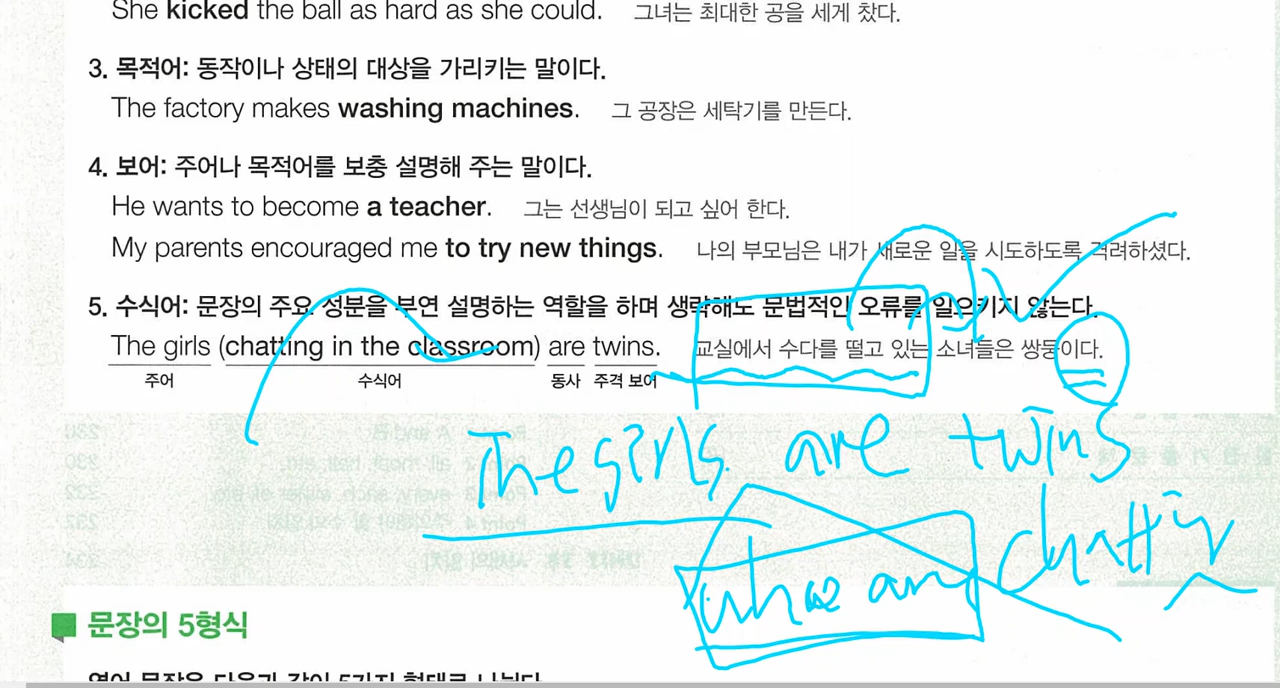 She kicked the ball as hard as she could. 그녀는 최대한 공을 세게 찼다.
3. 목적어: 동작이나 상태의 대상을 가리키는 말이다.
The factory makes washing machines. 그 공장은 세탁기를 만든다.
4. 보어: 주어나 목적어를 보충 설명해 주는 말이다.
He wants to become a teacher. 그는 선생님이 되고 싶어 한다.
My parents encouraged me to try new things. 나의 부모님은 내가 새로운 일을 시도하도록 격려하셨다.
5. 수식어: 문장의 주요 성분을 부연 설명하는 역할을 하며 생략해도 문법적인 오류를 일으키지 않는다.
The girls (chatting in the classroom) are twins. 교실에서 수다를 떨고 있는 소녀들은 쌍둥이다.
주어 수식어 동사 주격 보어
The girls are twins
chatting
문장의 5형식